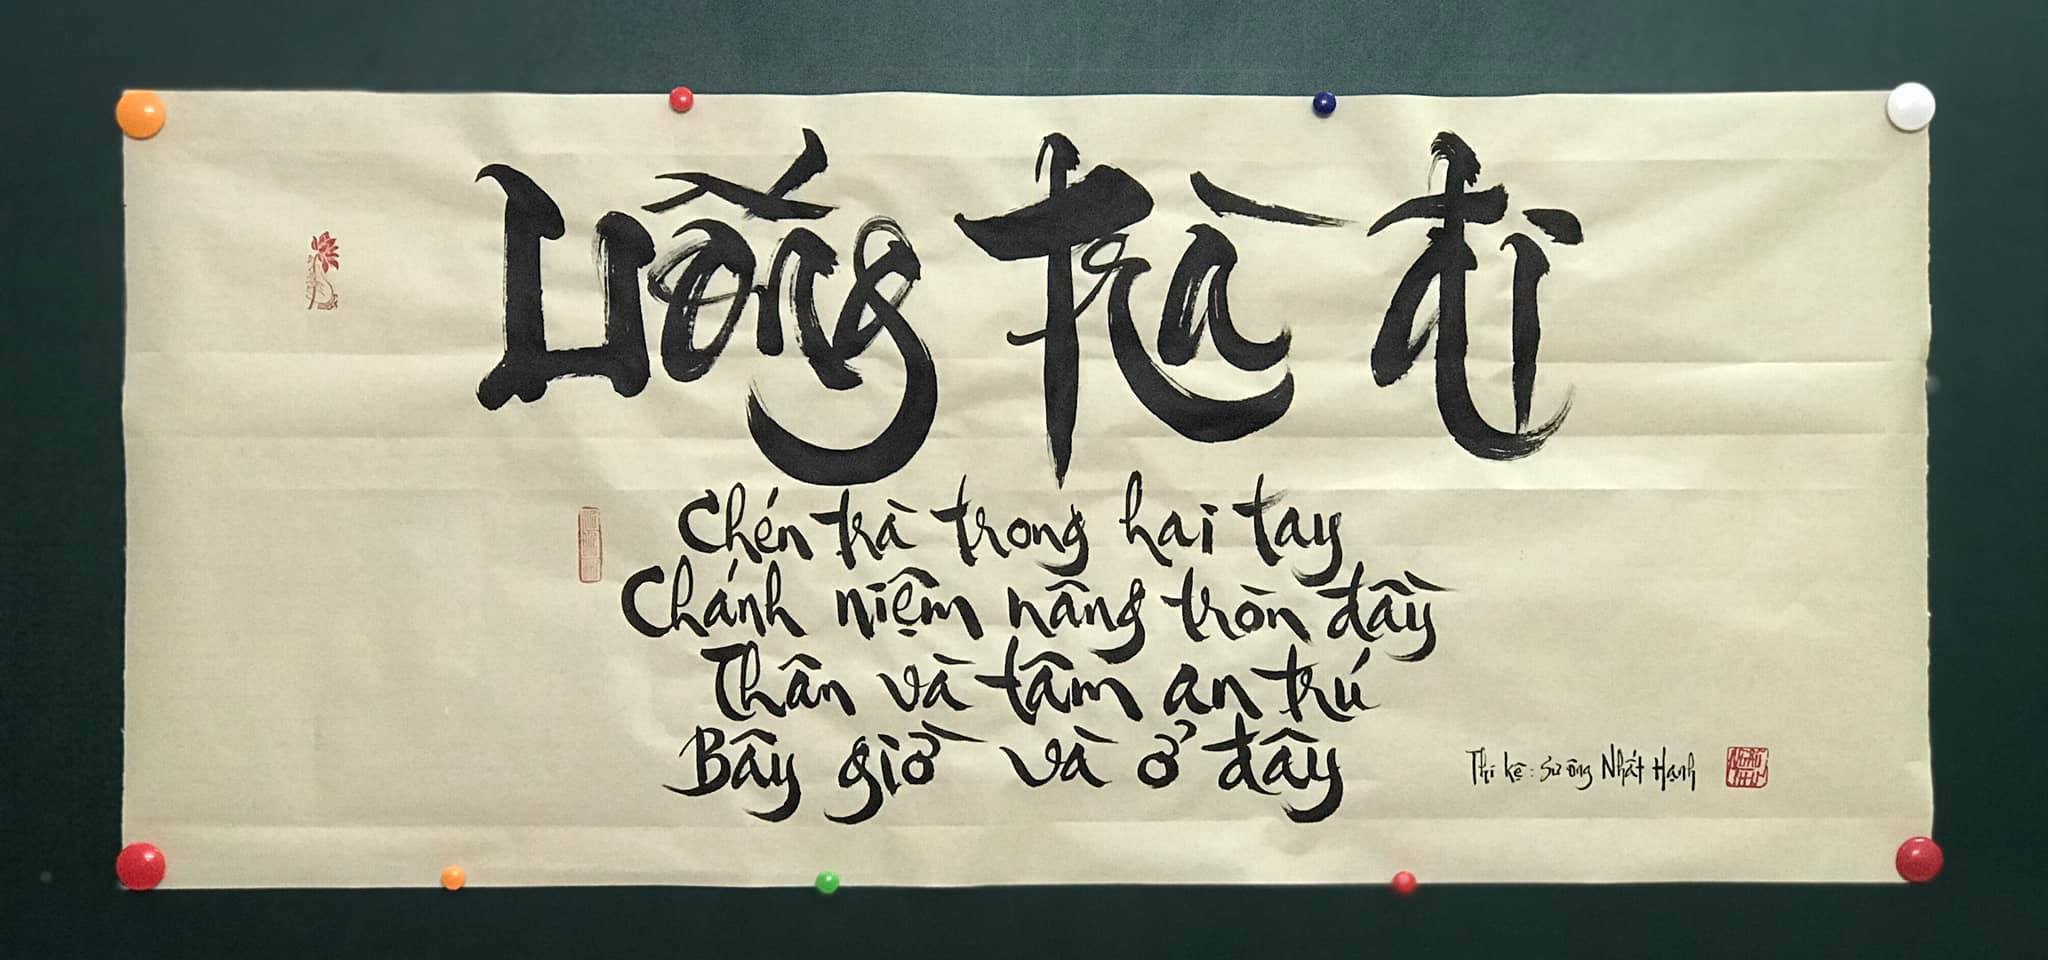 Uống trà đi
Chén trà trong hai tay
Chánh niệm nâng tròn đầy
Thân và tâm an trú
Bây giờ và ở đây
Thi kệ: Sư Ông Nhất Hạnh